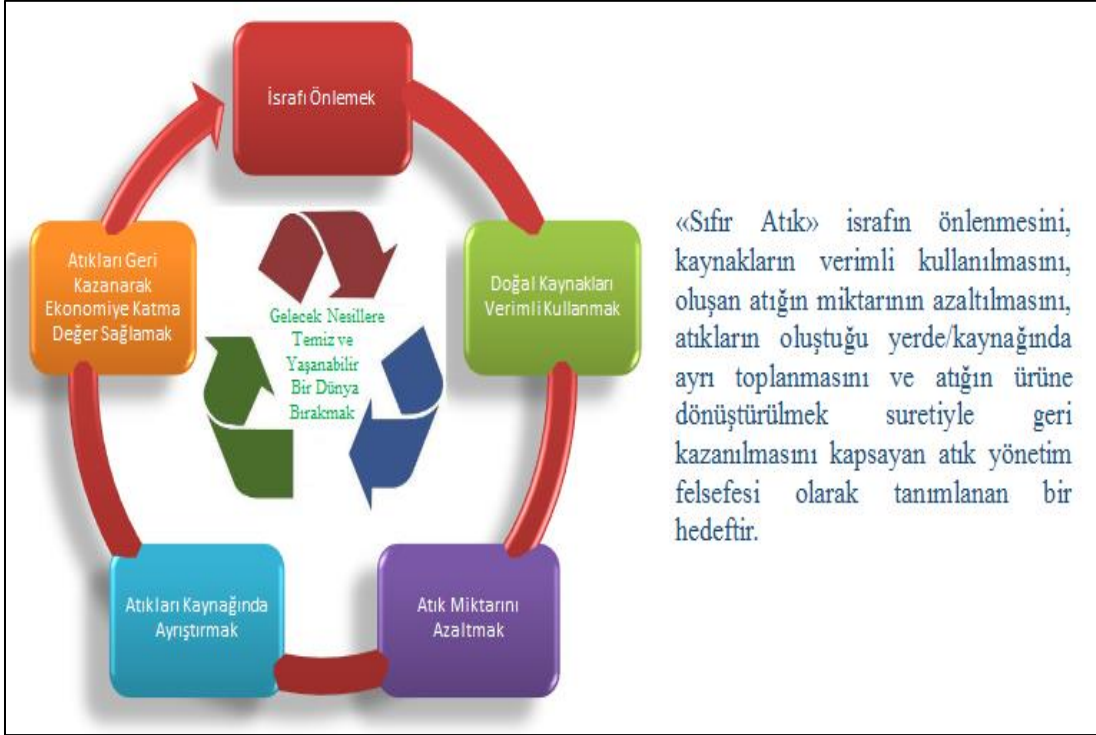 İsrafı Önlemek
Doğal Kaynakları
Verimli Kullanmak
Atık Miktarını
Azaltmak
Atıkları Kaynağında
Ayrıştırmak
Atıkları Geri
Kazanarak
Ekonomiye Katma
Değer Sağlamak
Gelecek Nesillere
Temiz ve
Yaşanabilir
Bir Dünya
Bırakmak
«Sıfır Atık» israfın önlenmesini,
kaynakların verimli kullanılmasını,
oluşan atığın miktarının azaltılmasını,
atıkların oluştuğu yerde/kaynağında
ayrı toplanmasını ve atığın ürüne
dönüştürülmek suretiyle geri
kazanılmasını kapsayan atık yönetim
felsefesi olarak tanımlanan bir
hedeftir.